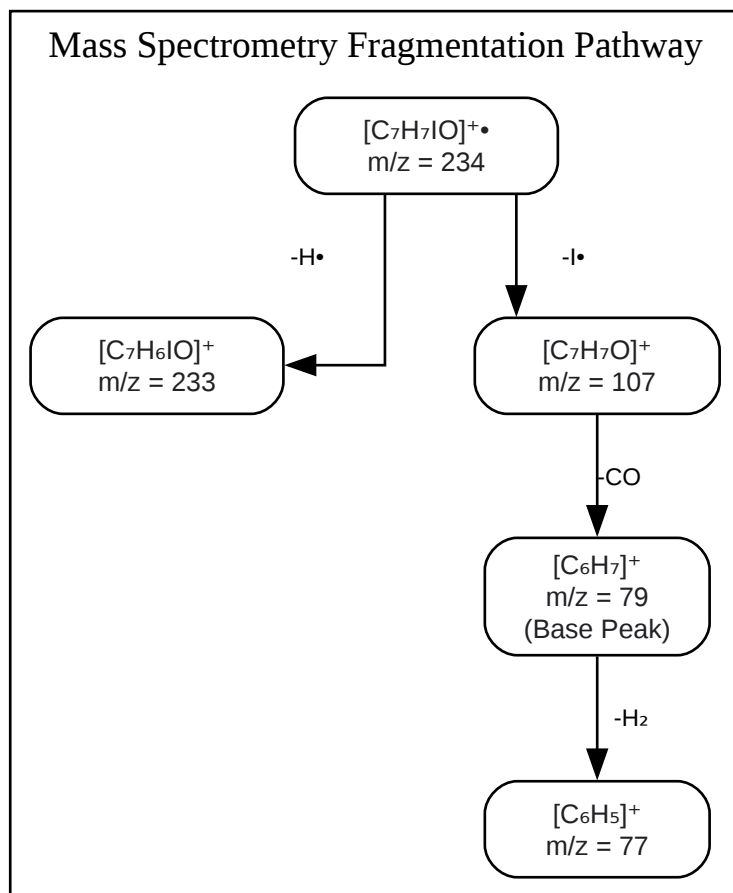 Mass Spectrometry Fragmentation Pathway
[C₇H₇IO]⁺•
m/z = 234
-H•
-I•
[C₇H₆IO]⁺
m/z = 233
[C₇H₇O]⁺
m/z = 107
-CO
[C₆H₇]⁺
m/z = 79
(Base Peak)
-H₂
[C₆H₅]⁺
m/z = 77